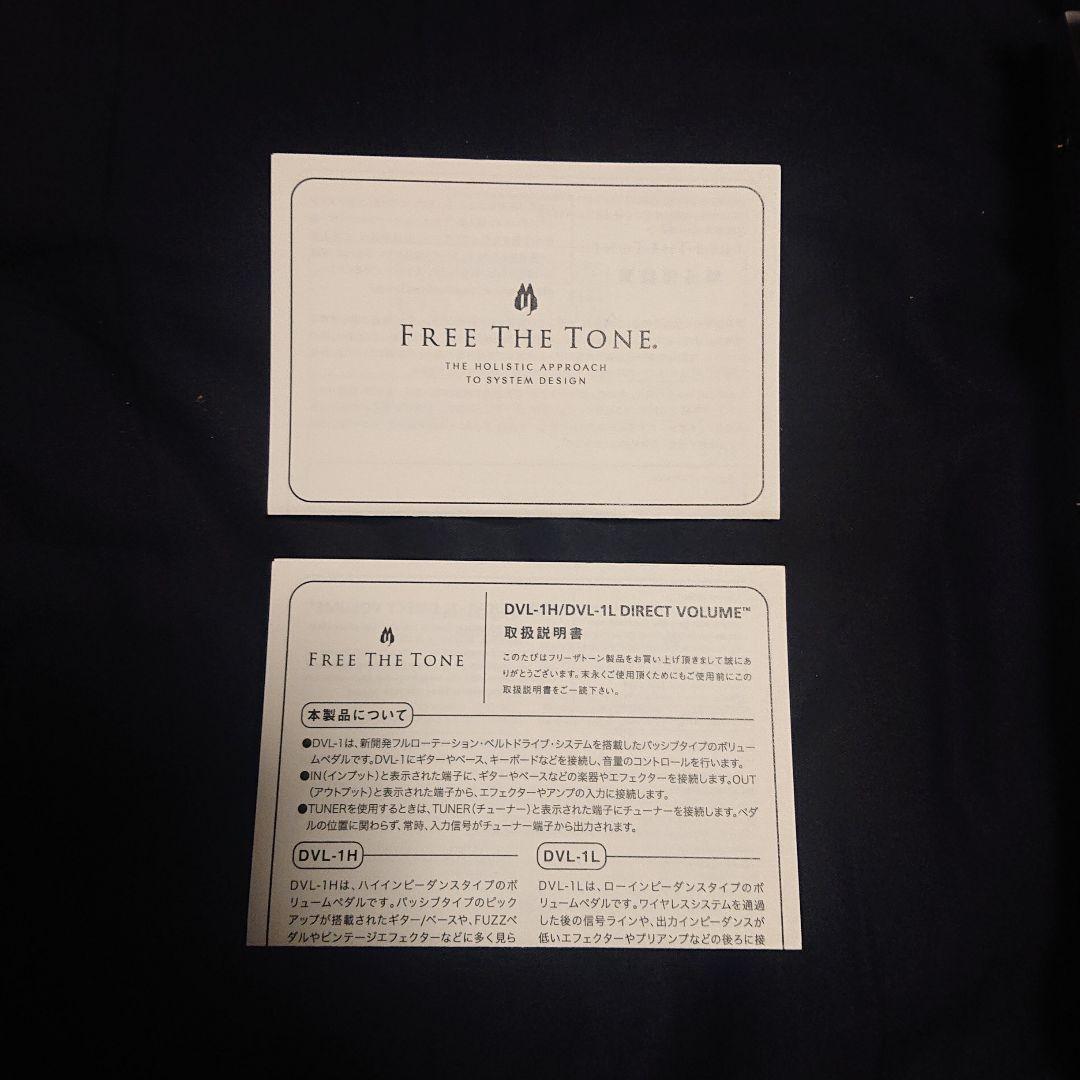 FREE THE TONE®
THE HOLISTIC APPROACH
TO SYSTEM DESIGN
FREE THE TONE
DVL-1H/DVL-1L DIRECT VOLUME™
取扱説明書
このたびはフリーザトーン製品をお買い上げ頂きまして誠にあ
りがとうございます。末永くご使用頂くためにもご使用前にこの
取扱説明書をご一読下さい。
本製品について
●DVL-1は、新開発フルローテーション・ベルトドライブ・システムを搭載したパッシブタイプのボリュー
ムペダルです。DVL-1にギターやベース、キーボードなどを接続し、音量のコントロールを行います。
●IN(インプット)と表示された端子に、ギターやベースなどの楽器やエフェクターを接続します。OUT
(アウトプット)と表示された端子から、エフェクターやアンプの入力に接続します。
●TUNERを使用するときは、TUNER(チューナー)と表示された端子にチューナーを接続します。ペダ
ルの位置に関わらず、常時、入力信号がチューナー端子から出力されます。
DVL-1H
DVL-1Hは、ハイインピーダンスタイプのボ
リュームペダルです。パッシブタイプのピック
アップが搭載されたギター/ベースや、FUZZペ
ダルやビンテージエフェクターなどに多く見ら
DVL-1L
DVL-1Lは、ローインピーダンスタイプのボ
リュームペダルです。ワイヤレスシステムを通過
した後の信号ラインや、出力インピーダンスが
低いエフェクターやプリアンプなどの後ろに接